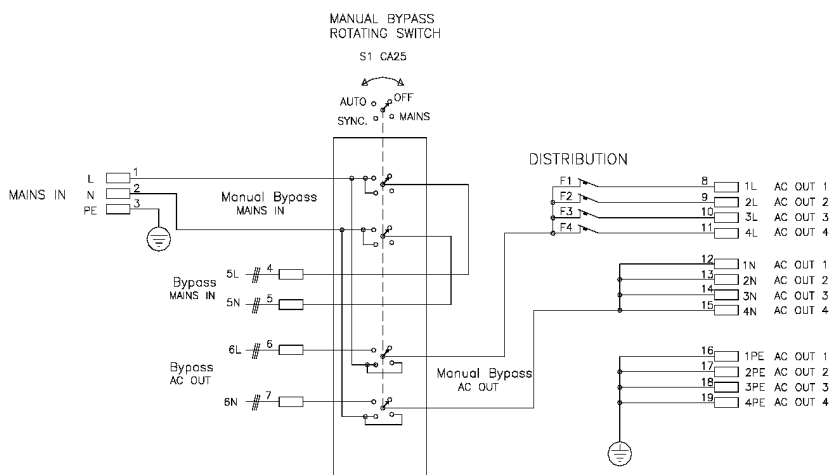 MANUAL BYPASS
ROTATING SWITCH
S1 CA25
AUTO OFF
SYNC. MAINS
DISTRIBUTION
MAINS IN
L 1
N 2
PE 3
Manual Bypass
MAINS IN
Bypass
MAINS IN
5L 4
5N 5
Bypass
AC OUT
6L 6
6N 7
Manual Bypass
AC OUT
F1 8 1L AC OUT 1
F2 9 2L AC OUT 2
F3 10 3L AC OUT 3
F4 11 4L AC OUT 4
12 1N AC OUT 1
13 2N AC OUT 2
14 3N AC OUT 3
15 4N AC OUT 4
16 1PE AC OUT 1
17 2PE AC OUT 2
18 3PE AC OUT 3
19 4PE AC OUT 4